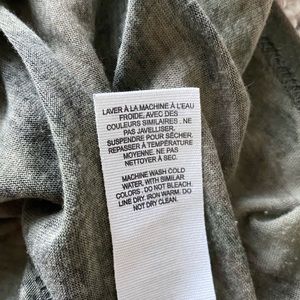 LAVER À LA MACHINE À L'EAU
FROIDE, AVEC DES
COULEURS SIMILAIRES . NE
PAS JAVELLISER.
SUSPENDRE POUR SÉCHER.
REPASSER À TEMPÉRATURE
MOYENNE. NE PAS
NETTOYER À SEC.
MACHINE WASH COLD
WATER, WITH SIMILAR
COLORS . DO NOT BLEACH.
LINE DRY. IRON WARM. DO
NOT DRY CLEAN.